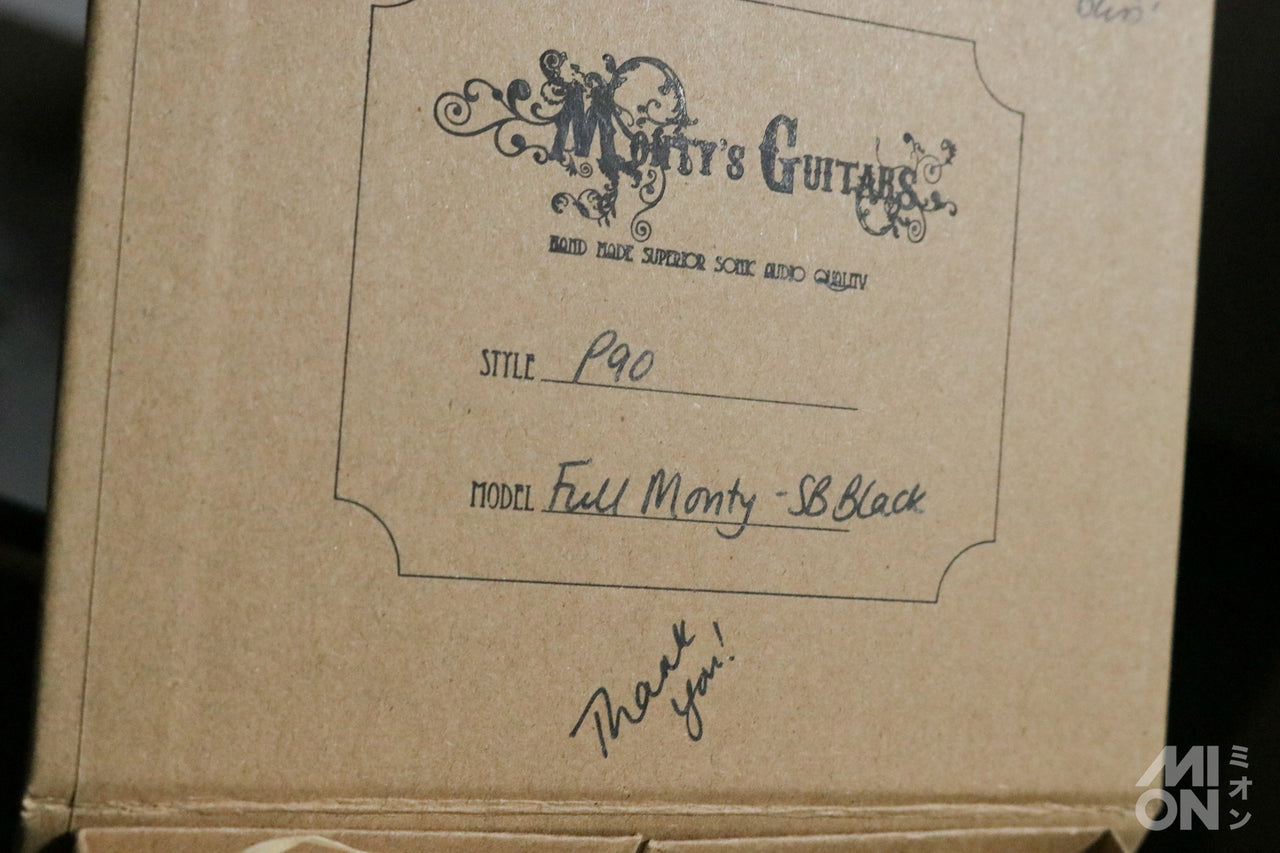 Monty's Guitars
HAND MADE SUPERIOR SONIC AUDIO QUALITY
STYLE P90
MODEL Full Monty - SB Black
Thank
you!
MI
ON
ミオン